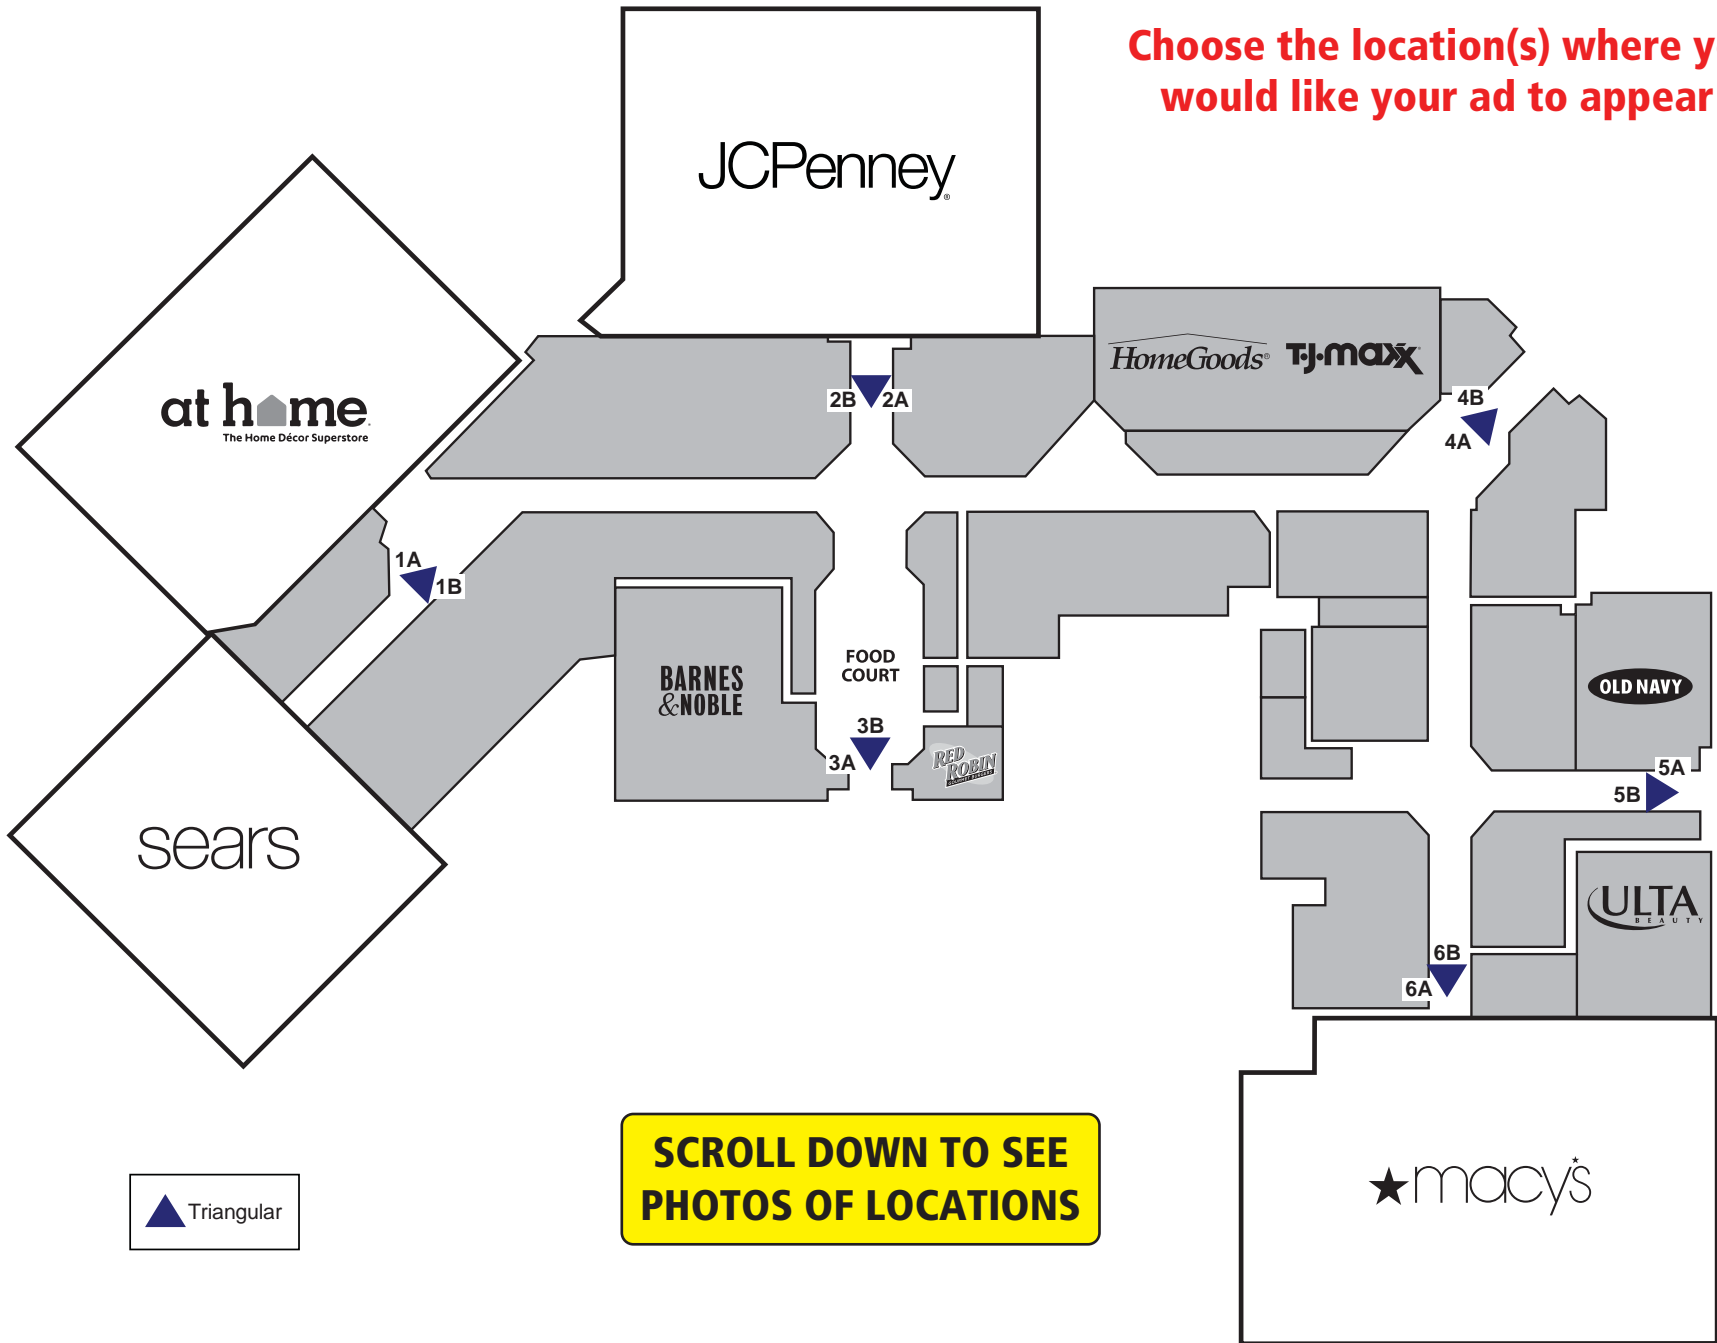 Choose the location(s) where y
would like your ad to appear
JCPenney®
at home
The Home Décor Superstore
HomeGoods® T•J•maxx®
2B 2A
4B
4A
1A
1B
FOOD
COURT
BARNES
&NOBLE
OLD NAVY
3B
3A
RED
ROBIN
GOURMET BURGERS
5A
5B
sears
ULTA
BEAUTY
6B
6A
SCROLL DOWN TO SEE
PHOTOS OF LOCATIONS
macy's
Triangular